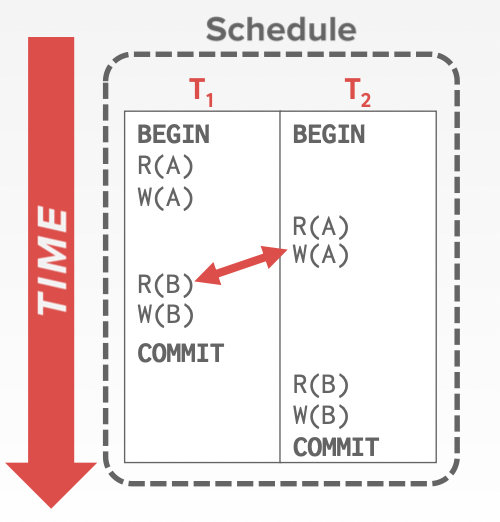 Schedule
TIME
T₁ T₂
BEGIN BEGIN
R(A)
W(A)
R(A)
W(A)
R(B)
W(B)
COMMIT
R(B)
W(B)
COMMIT